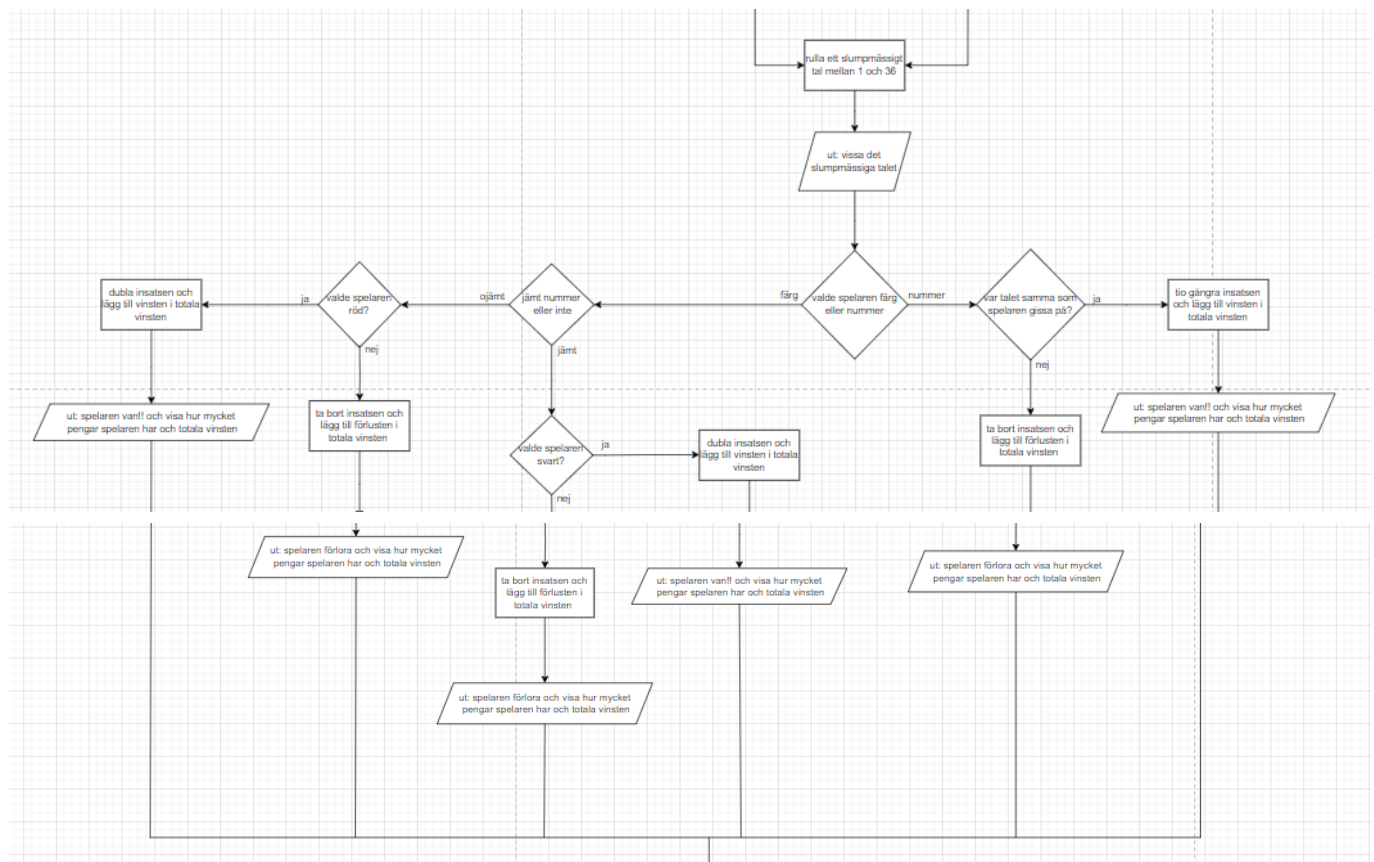 rulla ett slumpmässigt
tal mellan 1 och 36
ut: vissa det
slumpmässiga talet
dubla insatsen och
lägg till vinsten i totala
vinsten
ja
valde spelaren
röd?
ojämt
jämt nummer
eller inte
färg
valde spelaren färg
eller nummer
nummer
var talet samma som
spelaren gissa på?
ja
tio gångra insatsen
och lägg till vinsten i
totala vinsten
nej
jämt
nej
ut: spelaren van!! och visa hur mycket
pengar spelaren har och totala vinsten
ta bort insatsen och
lägg till förlusten i
totala vinsten
valde spelaren
svart?
ja
dubla insatsen och
lägg till vinsten i totala
vinsten
ta bort insatsen och
lägg till förlusten i
totala vinsten
ut: spelaren van!! och visa hur mycket
pengar spelaren har och totala vinsten
nej
ut: spelaren förlora och visa hur mycket
pengar spelaren har och totala vinsten
ta bort insatsen och
lägg till förlusten i
totala vinsten
ut: spelaren van!! och visa hur mycket
pengar spelaren har och totala vinsten
ut: spelaren förlora och visa hur mycket
pengar spelaren har och totala vinsten
ut: spelaren förlora och visa hur mycket
pengar spelaren har och totala vinsten